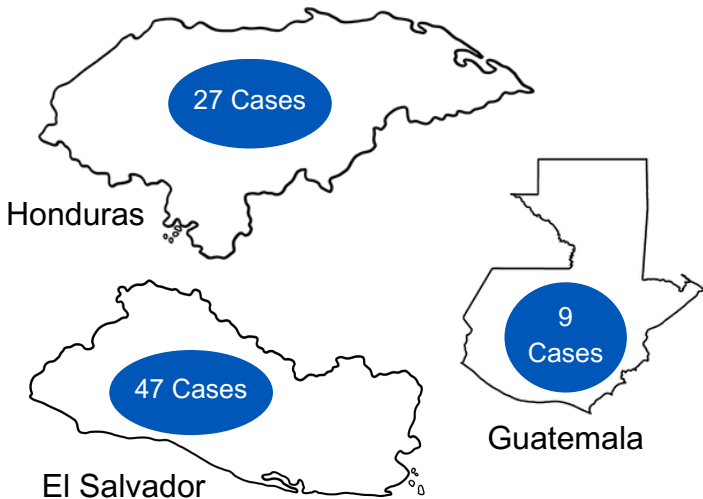 27 Cases
Honduras
47 Cases
El Salvador
9
Cases
Guatemala